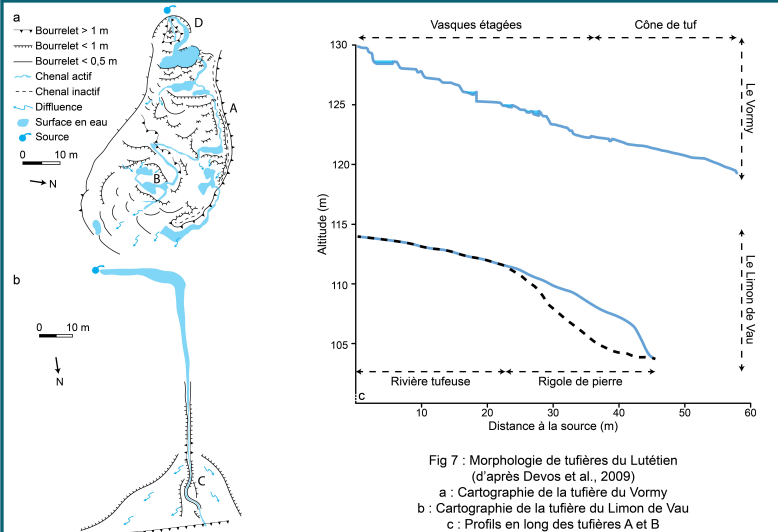 a
Bourrelet > 1 m
Bourrelet < 1 m
Bourrelet < 0,5 m
Chenal actif
Chenal inactif
Diffluence
Surface en eau
Source
0 10 m
N
D
A
B
b
0 10 m
N
C
Vasques étagées
Cône de tuf
130
125
120
115
110
105
Altitude (m)
Le Vormy
Le Limon de Vau
Rivière tufeuse
Rigole de pierre
c
10 20 30 40 50 60
Distance à la source (m)
Fig 7 : Morphologie de tufières du Lutétien
(d’après Devos et al., 2009)
a : Cartographie de la tufière du Vormy
b : Cartographie de la tufière du Limon de Vau
c : Profils en long des tufières A et B